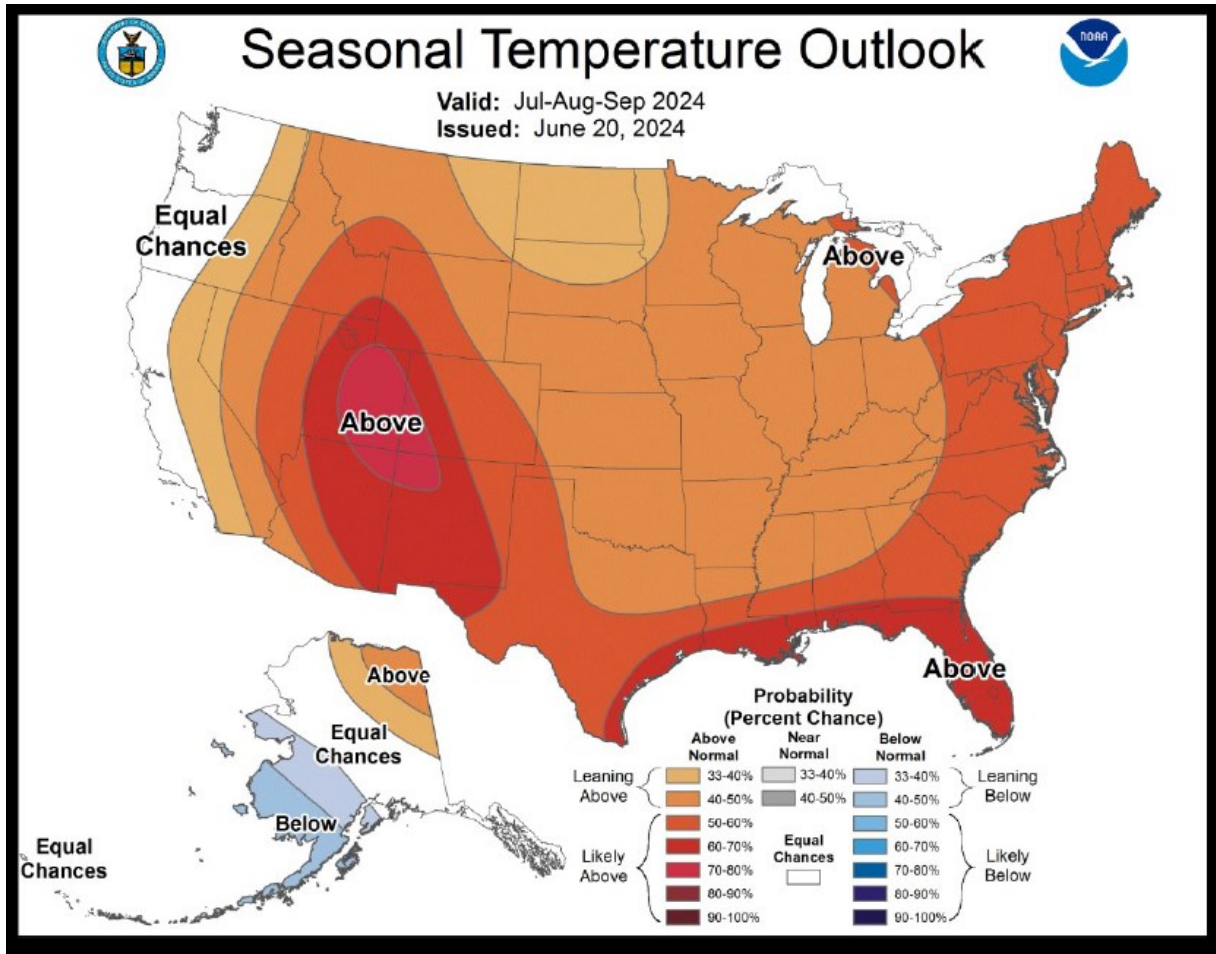 Seasonal Temperature Outlook
NOAA
Valid: Jul-Aug-Sep 2024
Issued: June 20, 2024
Equal
Chances
Above
Above
Above
Above
Equal
Chances
Below
Equal
Chances
Probability
(Percent Chance)
Above
Normal
Near
Normal
Below
Normal
Leaning
Above
33-40%
40-50%
33-40%
40-50%
33-40%
40-50%
Leaning
Below
Likely
Above
50-60%
60-70%
70-80%
80-90%
90-100%
Equal
Chances
50-60%
60-70%
70-80%
80-90%
90-100%
Likely
Below